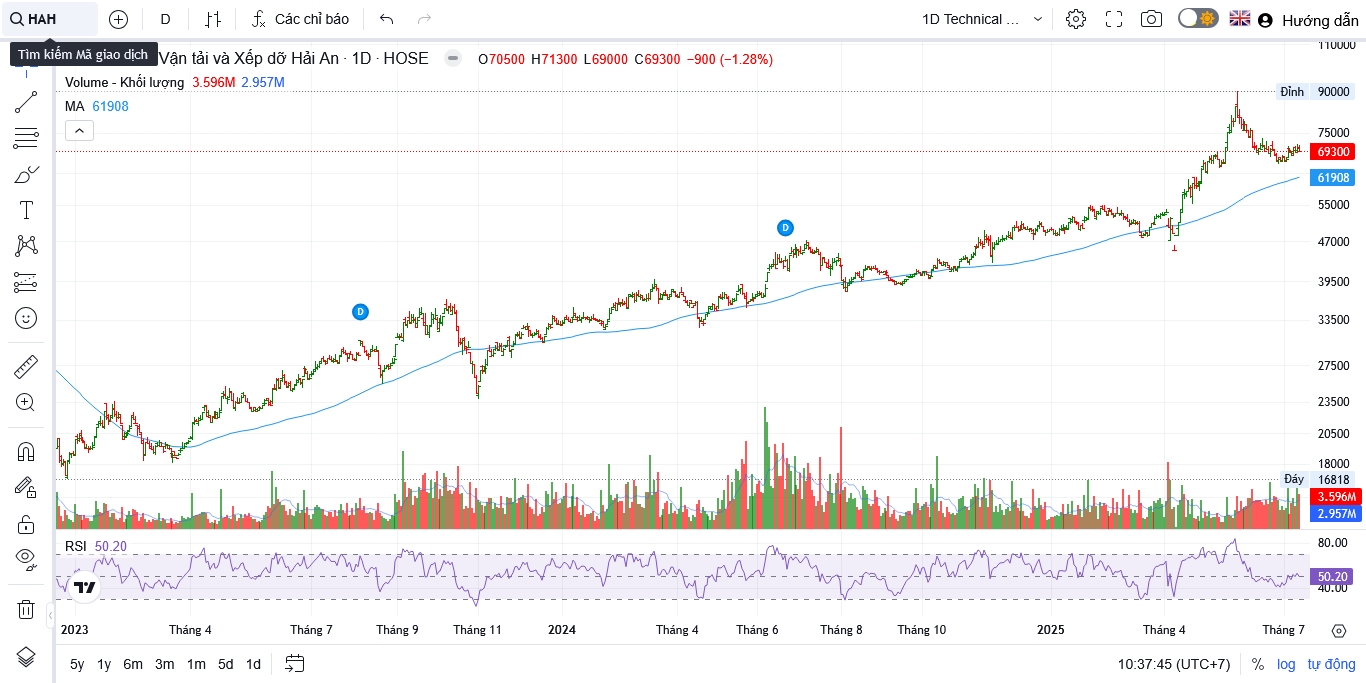 HAH
D
Các chỉ báo
1D Technical ...
Hướng dẫn
Tìm kiếm Mã giao dịch
Vận tải và Xếp dỡ Hải An · 1D · HOSE
O70500 H71300 L69000 C69300 −900 (−1.28%)
Volume - Khối lượng 3.596M 2.957M
MA 61908
110000
Đỉnh 90000
75000
69300
61908
55000
47000
39500
33500
27500
23500
20500
18000
Đáy 16818
3.596M
2.957M
D
D
RSI 50.20
80.00
50.20
40.00
2023 Tháng 4 Tháng 7 Tháng 9 Tháng 11 2024 Tháng 4 Tháng 6 Tháng 8 Tháng 10 2025 Tháng 4 Tháng 7
5y 1y 6m 3m 1m 5d 1d
10:37:45 (UTC+7) % log tự động